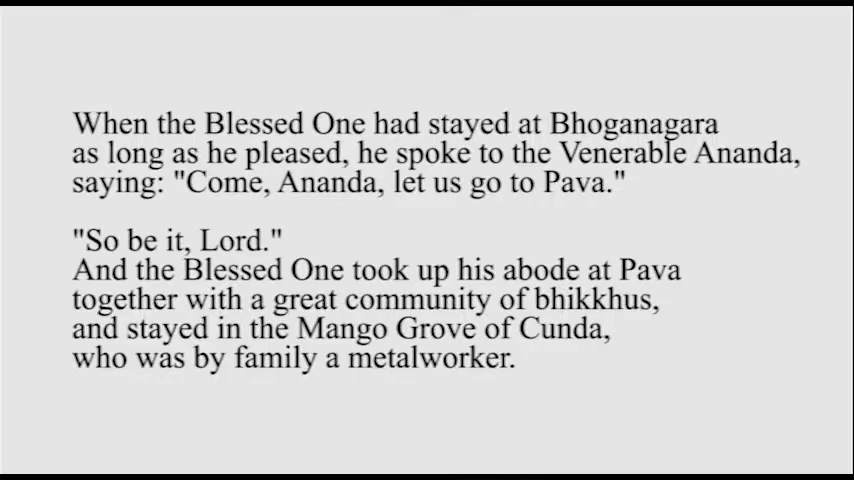 When the Blessed One had stayed at Bhoganagara
as long as he pleased, he spoke to the Venerable Ananda,
saying: "Come, Ananda, let us go to Pava."
"So be it, Lord."
And the Blessed One took up his abode at Pava
together with a great community of bhikkhus,
and stayed in the Mango Grove of Cunda,
who was by family a metalworker.